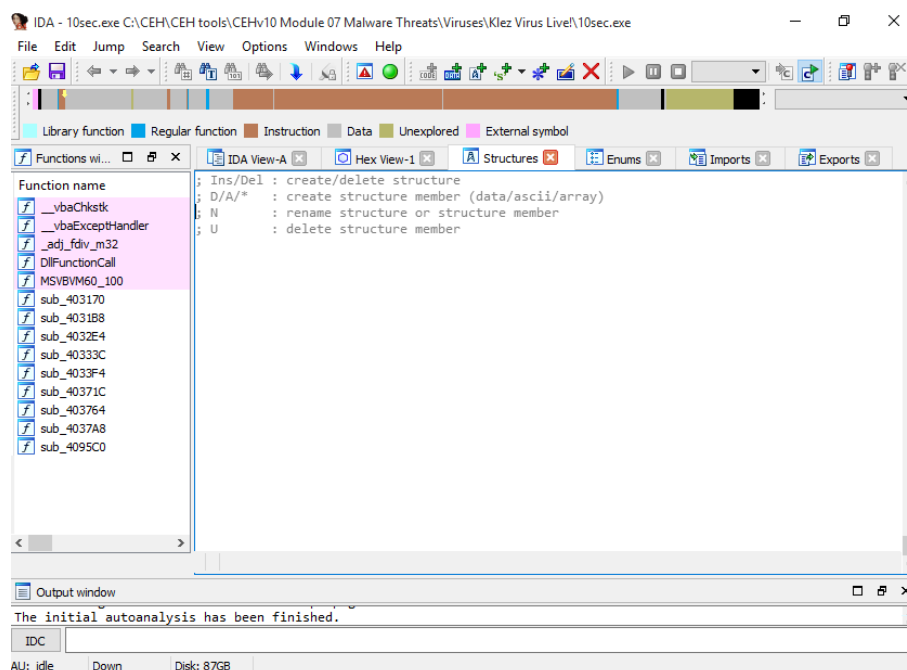 IDA - 10sec.exe C:\CEH\CEH tools\CEHv10 Module 07 Malware Threats\Viruses\Klez Virus Live!\10sec.exe
File Edit Jump Search View Options Windows Help
Library function Regular function Instruction Data Unexplored External symbol
Functions wi... IDA View-A Hex View-1 Structures Enums Imports Exports
Function name
__vbaChkstk
__vbaExceptHandler
_adj_fdiv_m32
DllFunctionCall
MSVBVM60_100
sub_403170
sub_4031B8
sub_4032E4
sub_40333C
sub_4033F4
sub_40371C
sub_403764
sub_4037A8
sub_4095C0
; Ins/Del : create/delete structure
; D/A/* : create structure member (data/ascii/array)
; N : rename structure or structure member
; U : delete structure member
Output window
The initial autoanalysis has been finished.
IDC
AU: idle Down Disk: 87GB